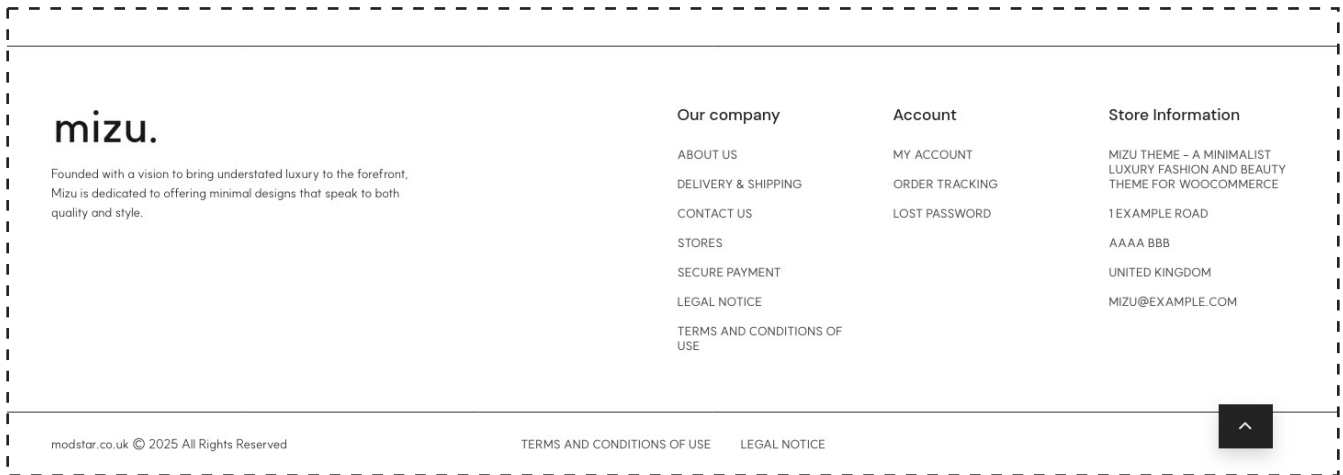 mizu.
Founded with a vision to bring understated luxury to the forefront,
Mizu is dedicated to offering minimal designs that speak to both
quality and style.
Our company
ABOUT US
DELIVERY & SHIPPING
CONTACT US
STORES
SECURE PAYMENT
LEGAL NOTICE
TERMS AND CONDITIONS OF
USE
Account
MY ACCOUNT
ORDER TRACKING
LOST PASSWORD
Store Information
MIZU THEME – A MINIMALIST
LUXURY FASHION AND BEAUTY
THEME FOR WOOCOMMERCE
1 EXAMPLE ROAD
AAAA BBB
UNITED KINGDOM
MIZU@EXAMPLE.COM
modstar.co.uk © 2025 All Rights Reserved
TERMS AND CONDITIONS OF USE
LEGAL NOTICE